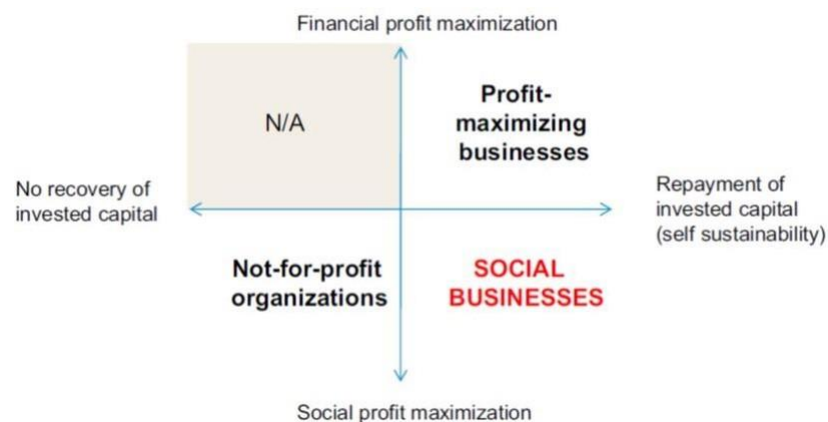 Financial profit maximization
N/A
Profit-
maximizing
businesses
No recovery of
invested capital
Repayment of
invested capital
(self sustainability)
Not-for-profit
organizations
SOCIAL
BUSINESSES
Social profit maximization